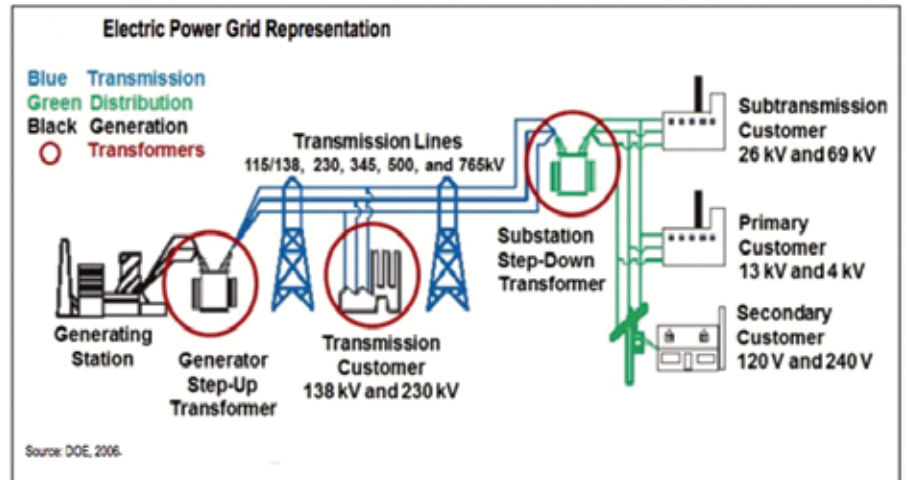 Electric Power Grid Representation
Blue Transmission
Green Distribution
Black Generation
Transformers
Transmission Lines
115/138, 230, 345, 500, and 765kV
Subtransmission
Customer
26 kV and 69 kV
Substation
Step-Down
Transformer
Primary
Customer
13 kV and 4 kV
Generating
Station
Generator
Step-Up
Transformer
Transmission
Customer
138 kV and 230 kV
Secondary
Customer
120 V and 240 V
Source: DOE, 2006.